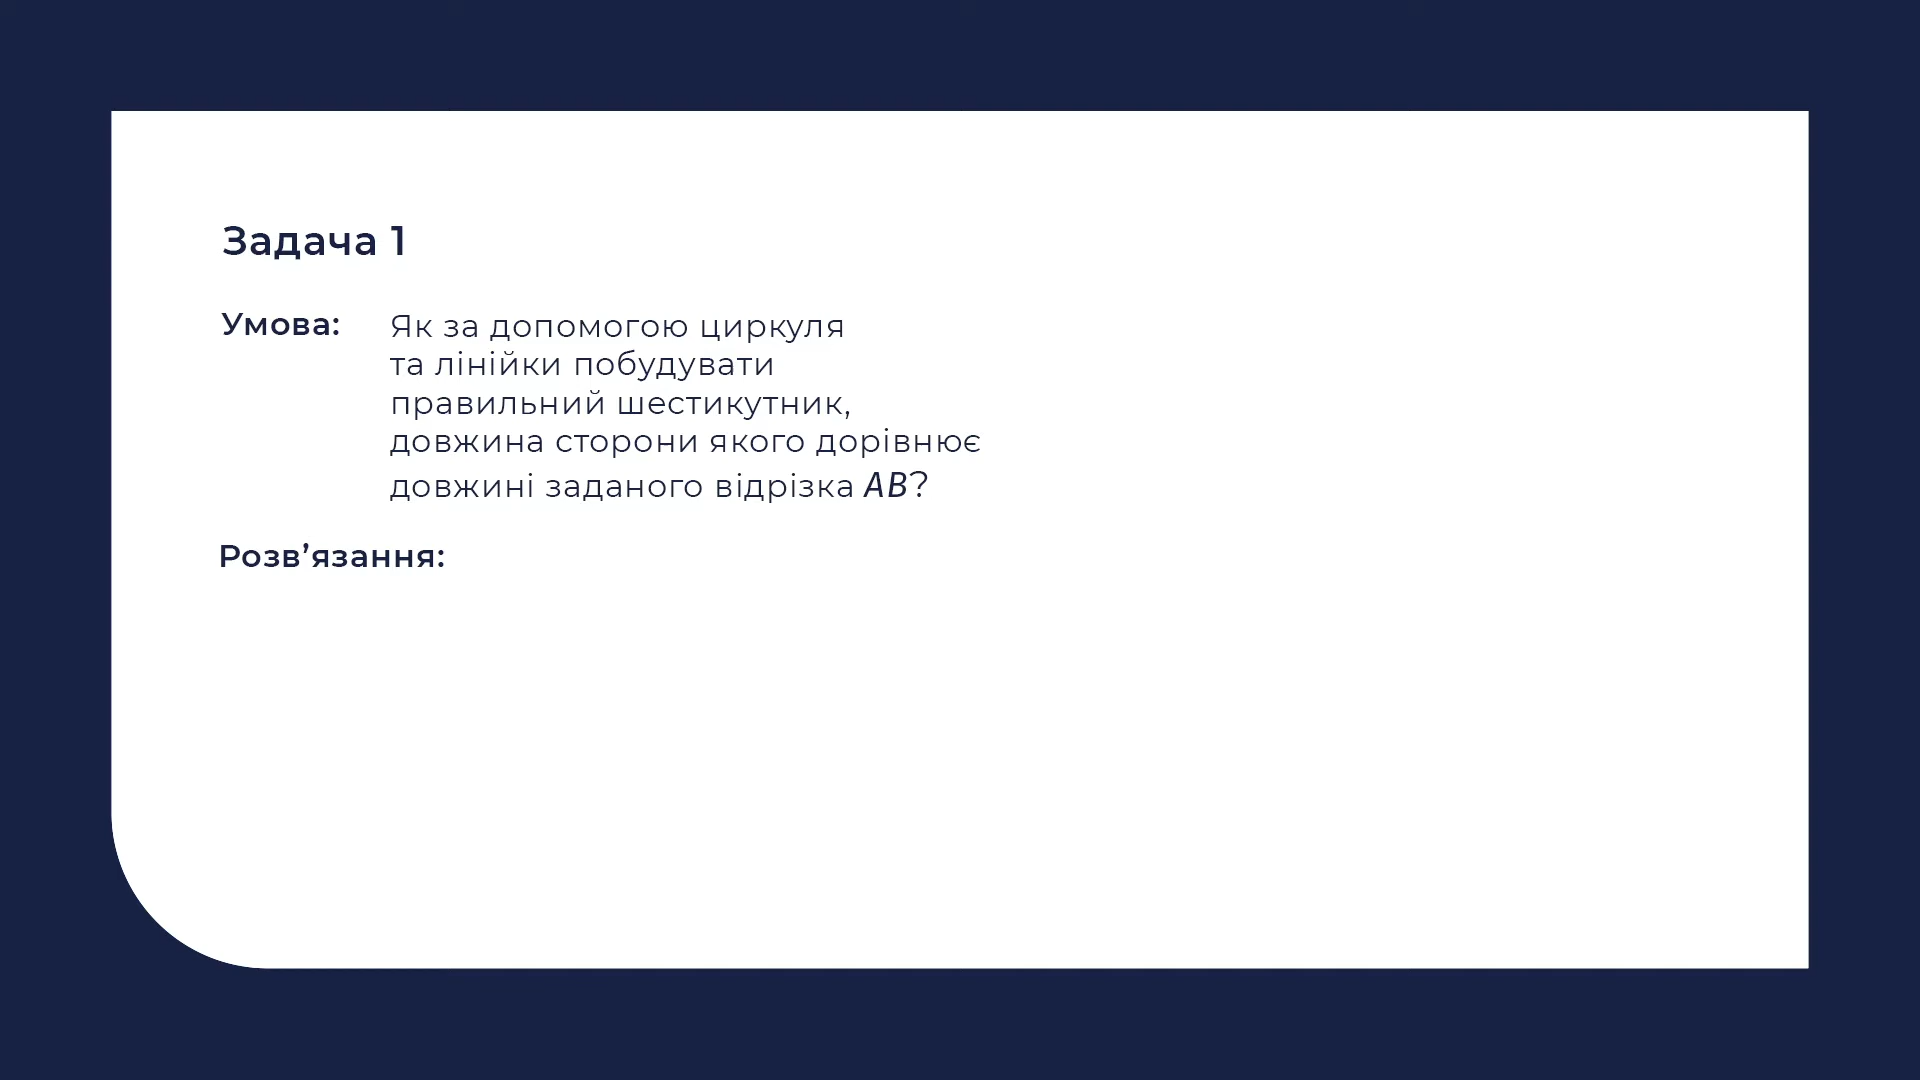 Задача 1
Умова: Як за допомогою циркуля
та лінійки побудувати
правильний шестикутник,
довжина сторони якого дорівнює
довжині заданого відрізка AB?
Розв’язання: